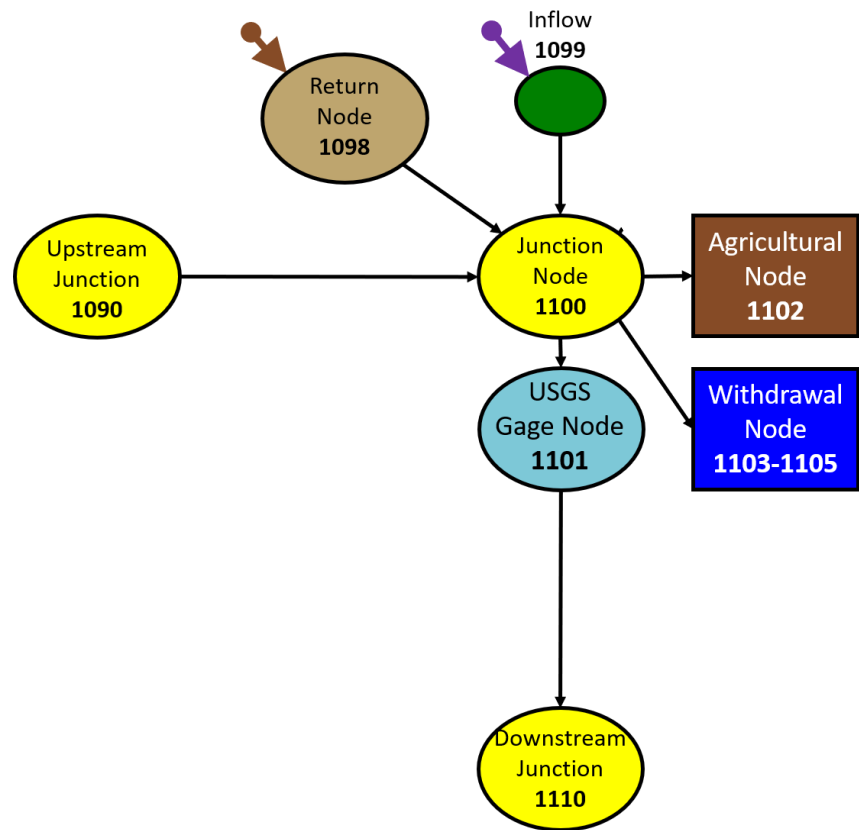 Inflow
1099
Return
Node
1098
Upstream
Junction
1090
Junction
Node
1100
Agricultural
Node
1102
USGS
Gage Node
1101
Withdrawal
Node
1103-1105
Downstream
Junction
1110